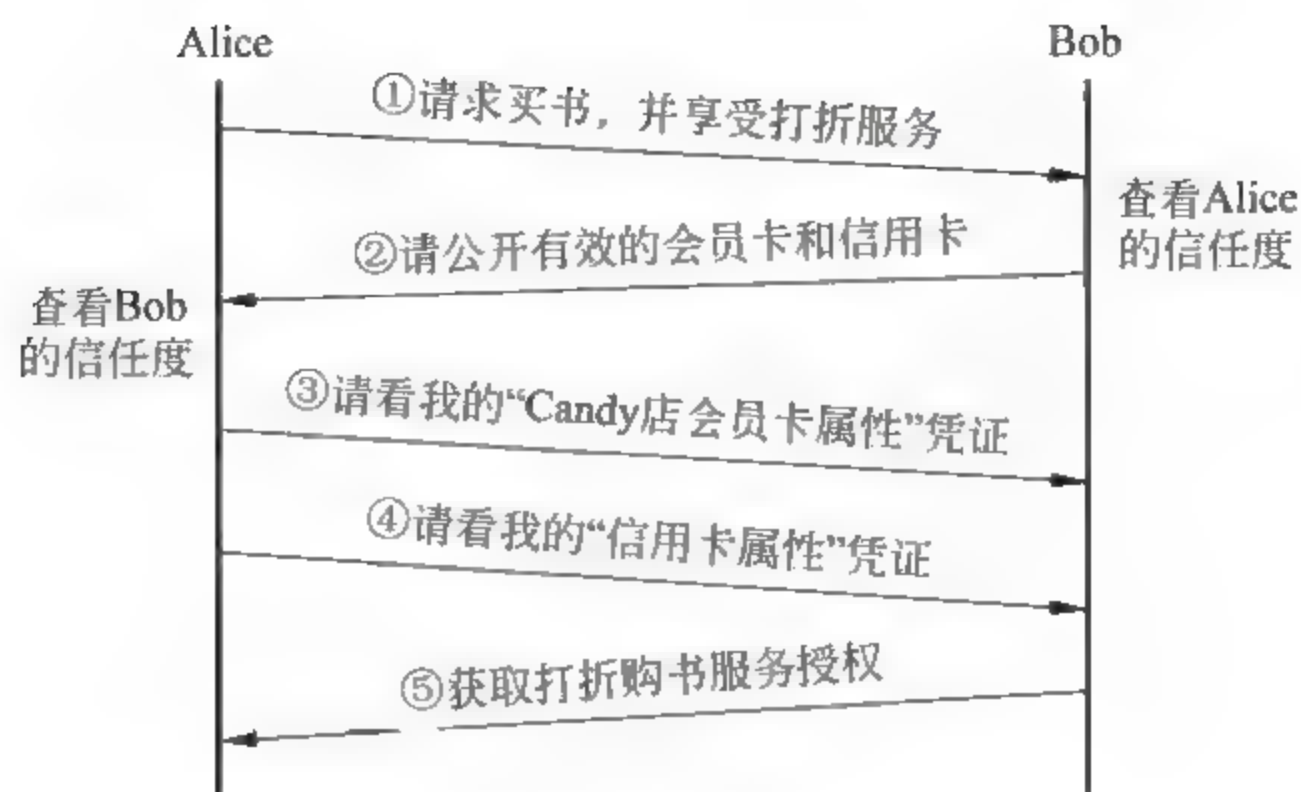 Alice
Bob
①请求买书，并享受打折服务
查看Alice
的信任度
②请公开有效的会员卡和信用卡
查看Bob
的信任度
③请看我的“Candy店会员卡属性”凭证
④请看我的“信用卡属性”凭证
⑤获取打折购书服务授权